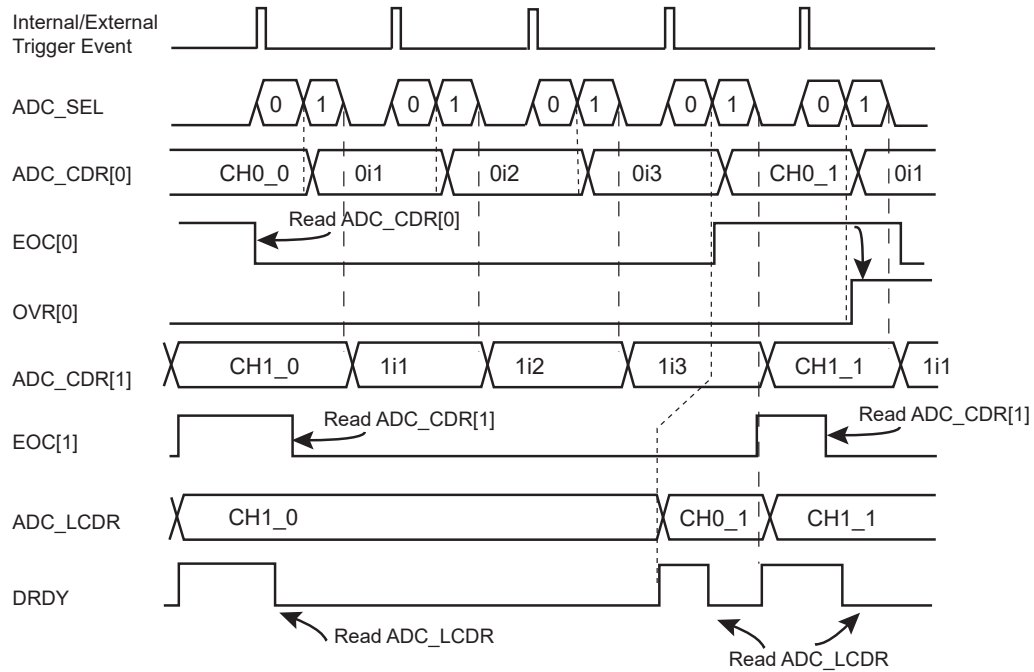 Internal/External
Trigger Event
ADC_SEL
0 1 0 1 0 1 0 1 0 1
ADC_CDR[0]
CH0_0 0i1 0i2 0i3 CH0_1 0i1
EOC[0]
Read ADC_CDR[0]
OVR[0]
ADC_CDR[1]
CH1_0 1i1 1i2 1i3 CH1_1 1i1
EOC[1]
Read ADC_CDR[1] Read ADC_CDR[1]
ADC_LCDR
CH1_0 CH0_1 CH1_1
DRDY
Read ADC_LCDR Read ADC_LCDR